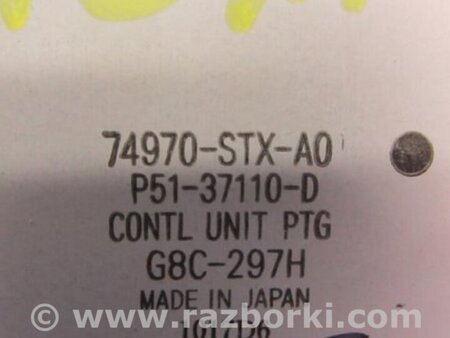 74970-STX-A0
P51-37110-D
CONTL UNIT PTG
G8C-297H
MADE IN JAPAN
© www.razborki.com